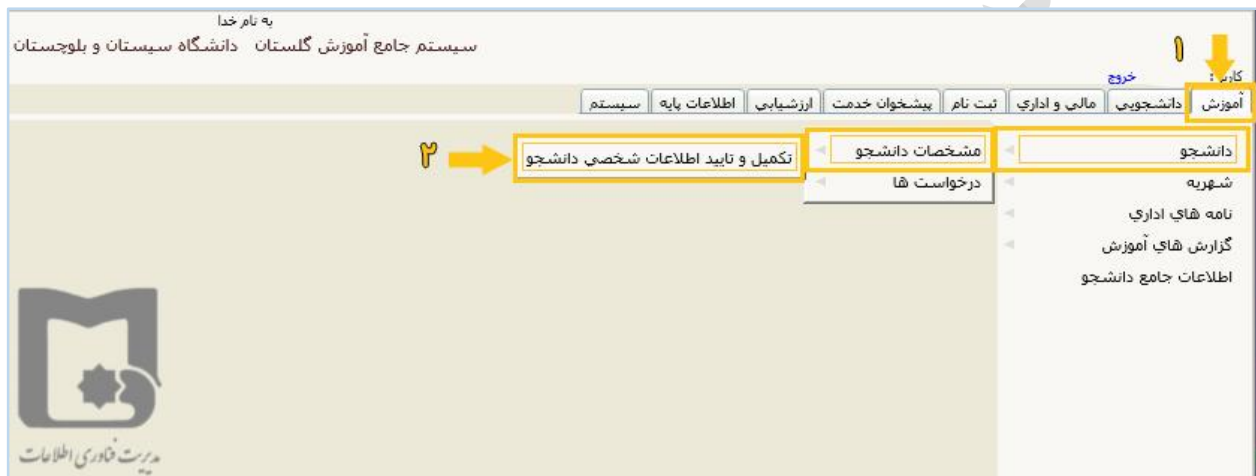 به نام خدا
سیستم جامع آموزش گلستان دانشگاه سیستان و بلوچستان
۱
کاربر : خروج
آموزش دانشجويي مالي و اداري ثبت نام پیشخوان خدمت ارزشیابي اطلاعات پایه سیستم
دانشجو مشخصات دانشجو تکمیل و تایید اطلاعات شخصي دانشجو ۲
شهریه درخواست ها
نامه هاي اداري
گزارش هاي آموزش
اطلاعات جامع دانشجو
مدیریت فناوری اطلاعات